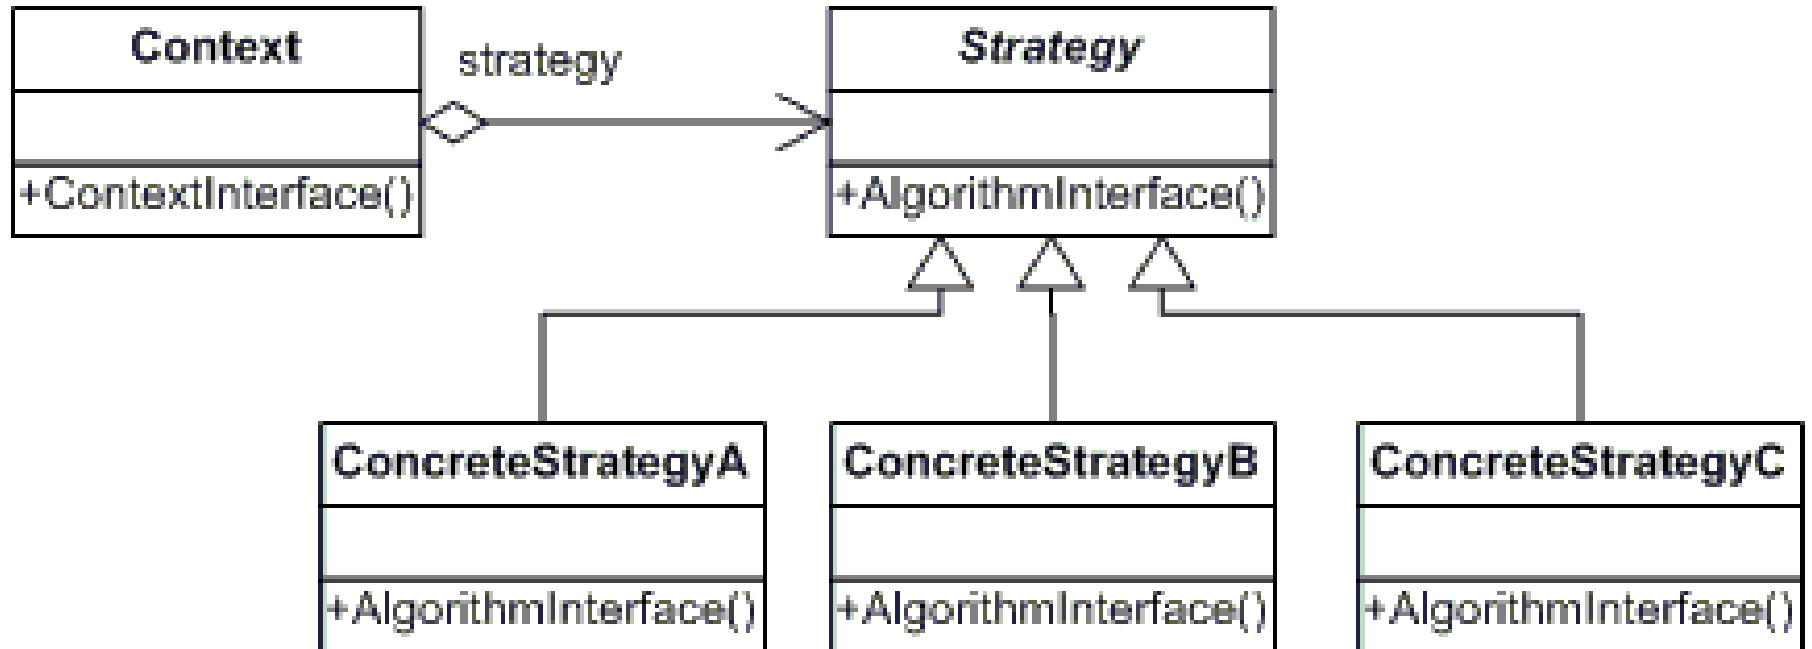 Context
strategy
Strategy
+ContextInterface()
+AlgorithmInterface()
ConcreteStrategyA
ConcreteStrategyB
ConcreteStrategyC
+AlgorithmInterface()
+AlgorithmInterface()
+AlgorithmInterface()